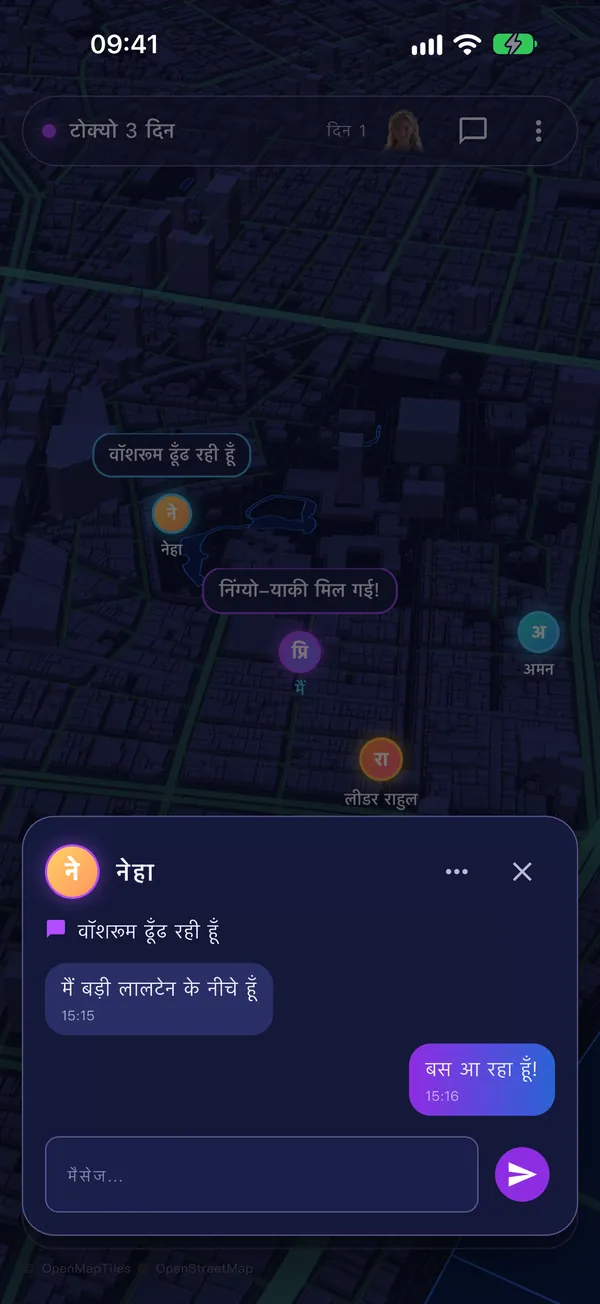 09:41
टोक्यो 3 दिन
दिन 1
वॉशरूम ढूँढ रही हूँ
ने
नेहा
निंग्यो-याकी मिल गई!
प्रि
मैं
अ
अमन
रा
लीडर राहुल
ने नेहा
वॉशरूम ढूँढ रही हूँ
मैं बड़ी लालटेन के नीचे हूँ
15:15
बस आ रहा हूँ!
15:16
मैसेज...
© OpenMapTiles © OpenStreetMap